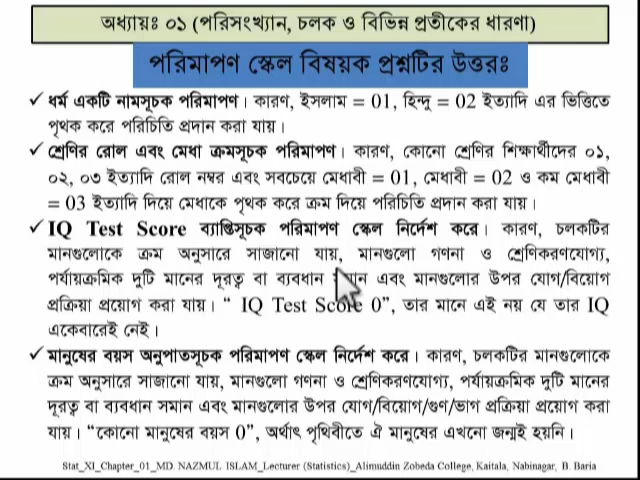 অধ্যায়ঃ ০১ (পরিসংখ্যান, চলক ও বিভিন্ন প্রতীকের ধারণা)
পরিমাপণ স্কেল বিষয়ক প্রশ্নটির উত্তরঃ
✓ ধর্ম একটি নামসূচক পরিমাপণ। কারণ, ইসলাম = 01, হিন্দু = 02 ইত্যাদি এর ভিত্তিতে
পৃথক করে পরিচিতি প্রদান করা যায়।
✓ শ্রেণির রোল এবং মেধা ক্রমসূচক পরিমাপণ। কারণ, কোনো শ্রেণির শিক্ষার্থীদের ০১,
০২, ০৩ ইত্যাদি রোল নম্বর এবং সবচেয়ে মেধাবী = 01, মেধাবী = 02 ও কম মেধাবী
= 03 ইত্যাদি দিয়ে মেধাকে পৃথক করে ক্রম দিয়ে পরিচিতি প্রদান করা যায়।
✓ IQ Test Score ব্যাপ্তিসূচক পরিমাপণ স্কেল নির্দেশ করে। কারণ, চলকটির
মানগুলোকে ক্রম অনুসারে সাজানো যায়, মানগুলো গণনা ও শ্রেণিকরণযোগ্য,
পর্যায়ক্রমিক দুটি মানের দূরত্ব বা ব্যবধান সমান এবং মানগুলোর উপর যোগ/বিয়োগ
প্রক্রিয়া প্রয়োগ করা যায়। “ IQ Test Score 0”, তার মানে এই নয় যে তার IQ
একেবারেই নেই।
✓ মানুষের বয়স অনুপাতসূচক পরিমাপণ স্কেল নির্দেশ করে। কারণ, চলকটির মানগুলোকে
ক্রম অনুসারে সাজানো যায়, মানগুলো গণনা ও শ্রেণিকরণযোগ্য, পর্যায়ক্রমিক দুটি মানের
দূরত্ব বা ব্যবধান সমান এবং মানগুলোর উপর যোগ/বিয়োগ/গুণ/ভাগ প্রক্রিয়া প্রয়োগ করা
যায়। “কোনো মানুষের বয়স 0”, অর্থাৎ পৃথিবীতে ঐ মানুষের এখনো জন্মই হয়নি।
Stat_XI_Chapter_01_MD. NAZMUL ISLAM_Lecturer (Statistics)_Alimuddin Zobeda College, Kaitala, Nabinagar, B. Baria